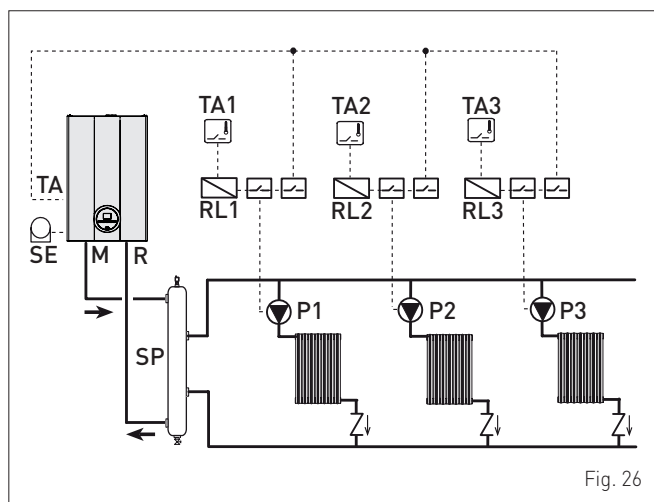 TA1 TA2 TA3
TA
RL1 RL2 RL3
SE M R
P1 P2 P3
SP
Fig. 26